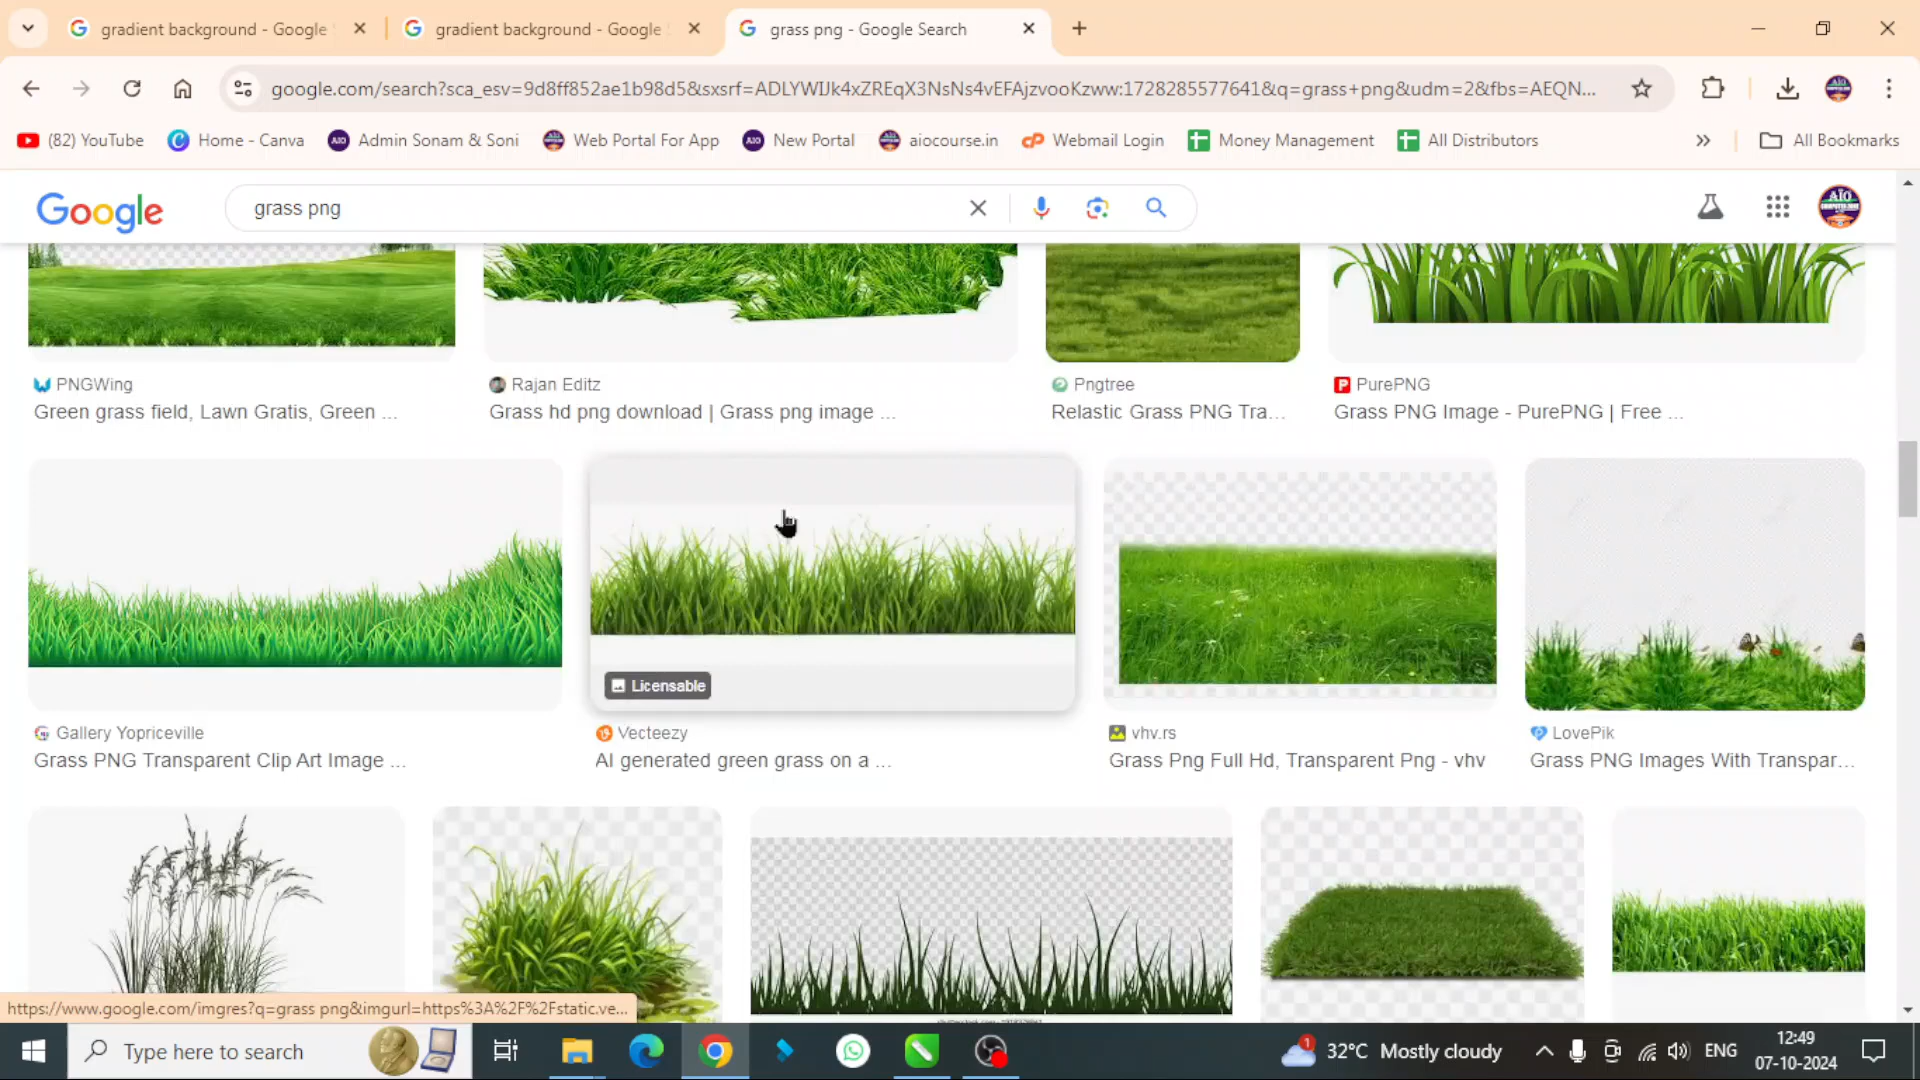 gradient background - Google
gradient background - Google
grass png - Google Search
google.com/search?sca_esv=9d8ff852ae1b98d5&sxsrf=ADLYWIJk4xZREqX3NsNs4vEFAjzvooKzww:1728285577641&q=grass+png&udm=2&fbs=AEQN...
(82) YouTube
Home - Canva
Admin Sonam & Soni
Web Portal For App
New Portal
aiocourse.in
Webmail Login
Money Management
All Distributors
All Bookmarks
Google
grass png
PNGWing
Green grass field, Lawn Gratis, Green ...
Rajan Editz
Grass hd png download | Grass png image ...
Pngtree
Relastic Grass PNG Tra...
PurePNG
Grass PNG Image - PurePNG | Free ...
Licensable
Gallery Yopriceville
Grass PNG Transparent Clip Art Image ...
Vecteezy
AI generated green grass on a ...
vhv.rs
Grass Png Full Hd, Transparent Png - vhv
LovePik
Grass PNG Images With Transpar...
https://www.google.com/imgres?q=grass png&imgurl=https%3A%2F%2Fstatic.ve...
Type here to search
1
32°C Mostly cloudy
ENG
12:49
07-10-2024